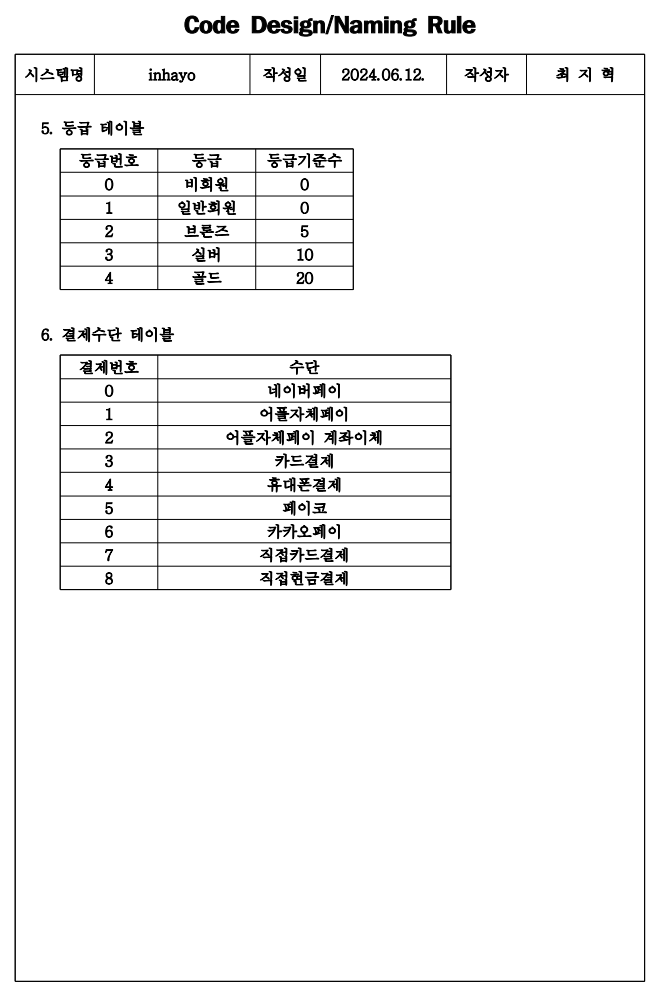 Code Design/Naming Rule
시스템명 inhayo 작성일 2024.06.12. 작성자 최 지 혁
5. 등급 테이블
등급번호 등급 등급기준수
0 비회원 0
1 일반회원 0
2 브론즈 5
3 실버 10
4 골드 20
6. 결제수단 테이블
결제번호 수단
0 네이버페이
1 어플자체페이
2 어플자체페이 계좌이체
3 카드결제
4 휴대폰결제
5 페이코
6 카카오페이
7 직접카드결제
8 직접현금결제